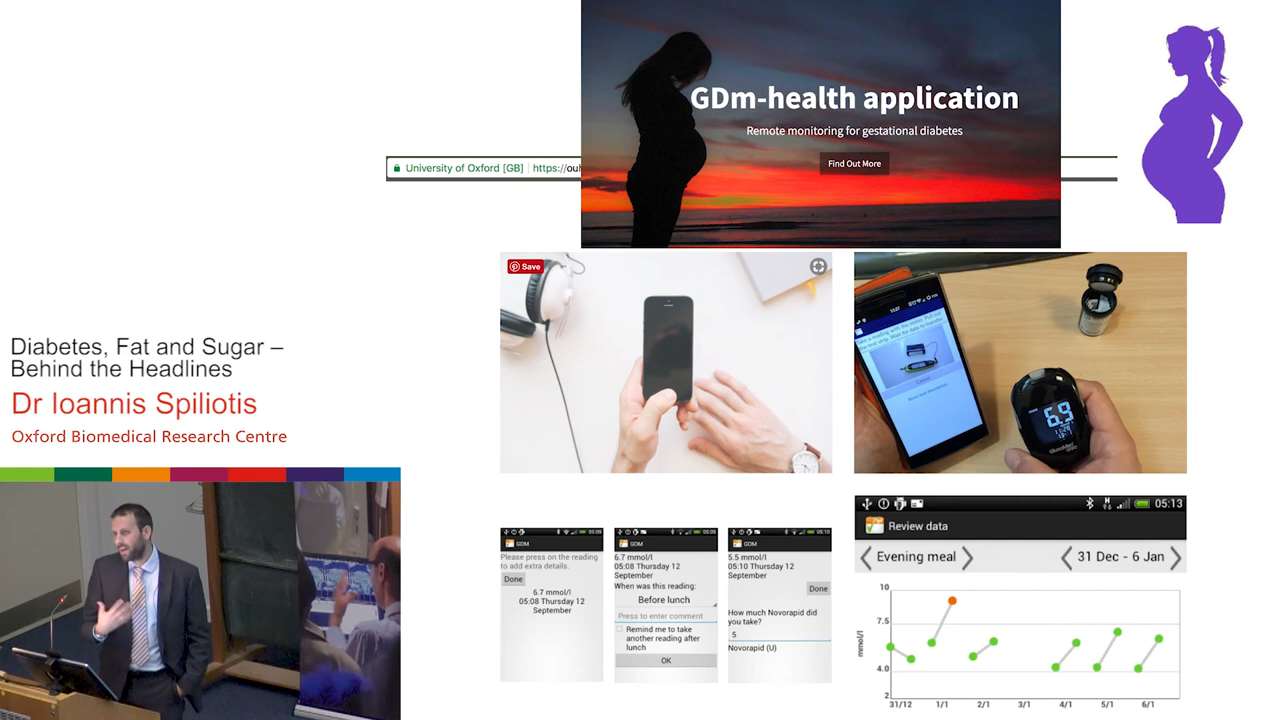 GDm-health application
Remote monitoring for gestational diabetes
Find Out More
University of Oxford [GB]
https://ouh
Save
13:27
6.9
Diabetes, Fat and Sugar –
Behind the Headlines
Dr Ioannis Spiliotis
Oxford Biomedical Research Centre
05:09
GDM
Please press on the reading
to add extra details.
Done
6.7 mmol/l
05:08 Thursday 12
September
GDM
6.7 mmol/l
05:08 Thursday 12
September
When was this reading:
Before lunch
Press to enter comment
Remind me to take
another reading after
lunch
OK
05:10
GDM
5.5 mmol/l
05:10 Thursday 12
September
Done
How much Novorapid did
you take?
5
Novorapid (U)
05:13
Review data
Evening meal
31 Dec - 6 Jan
mmol/l
10
7.5
4.0
2
31/12
1/1
2/1
3/1
4/1
5/1
6/1